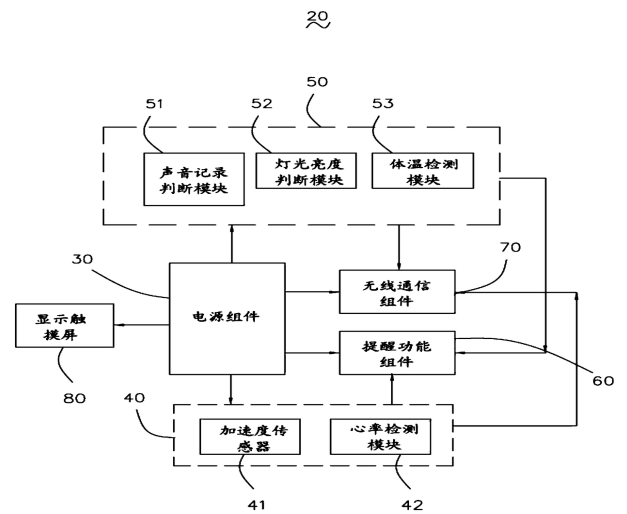 20
50
51
52
53
声音记录
判断模块
灯光亮度
判断模块
体温检测
模块
30
电源组件
70
无线通信
组件
显示触
摸屏
80
提醒功能
组件
60
40
加速度传
感器
心率检测
模块
41
42